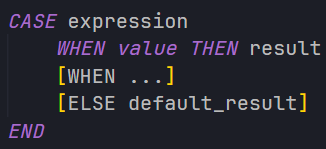 CASE expression
WHEN value THEN result
[WHEN ...]
[ELSE default_result]
END